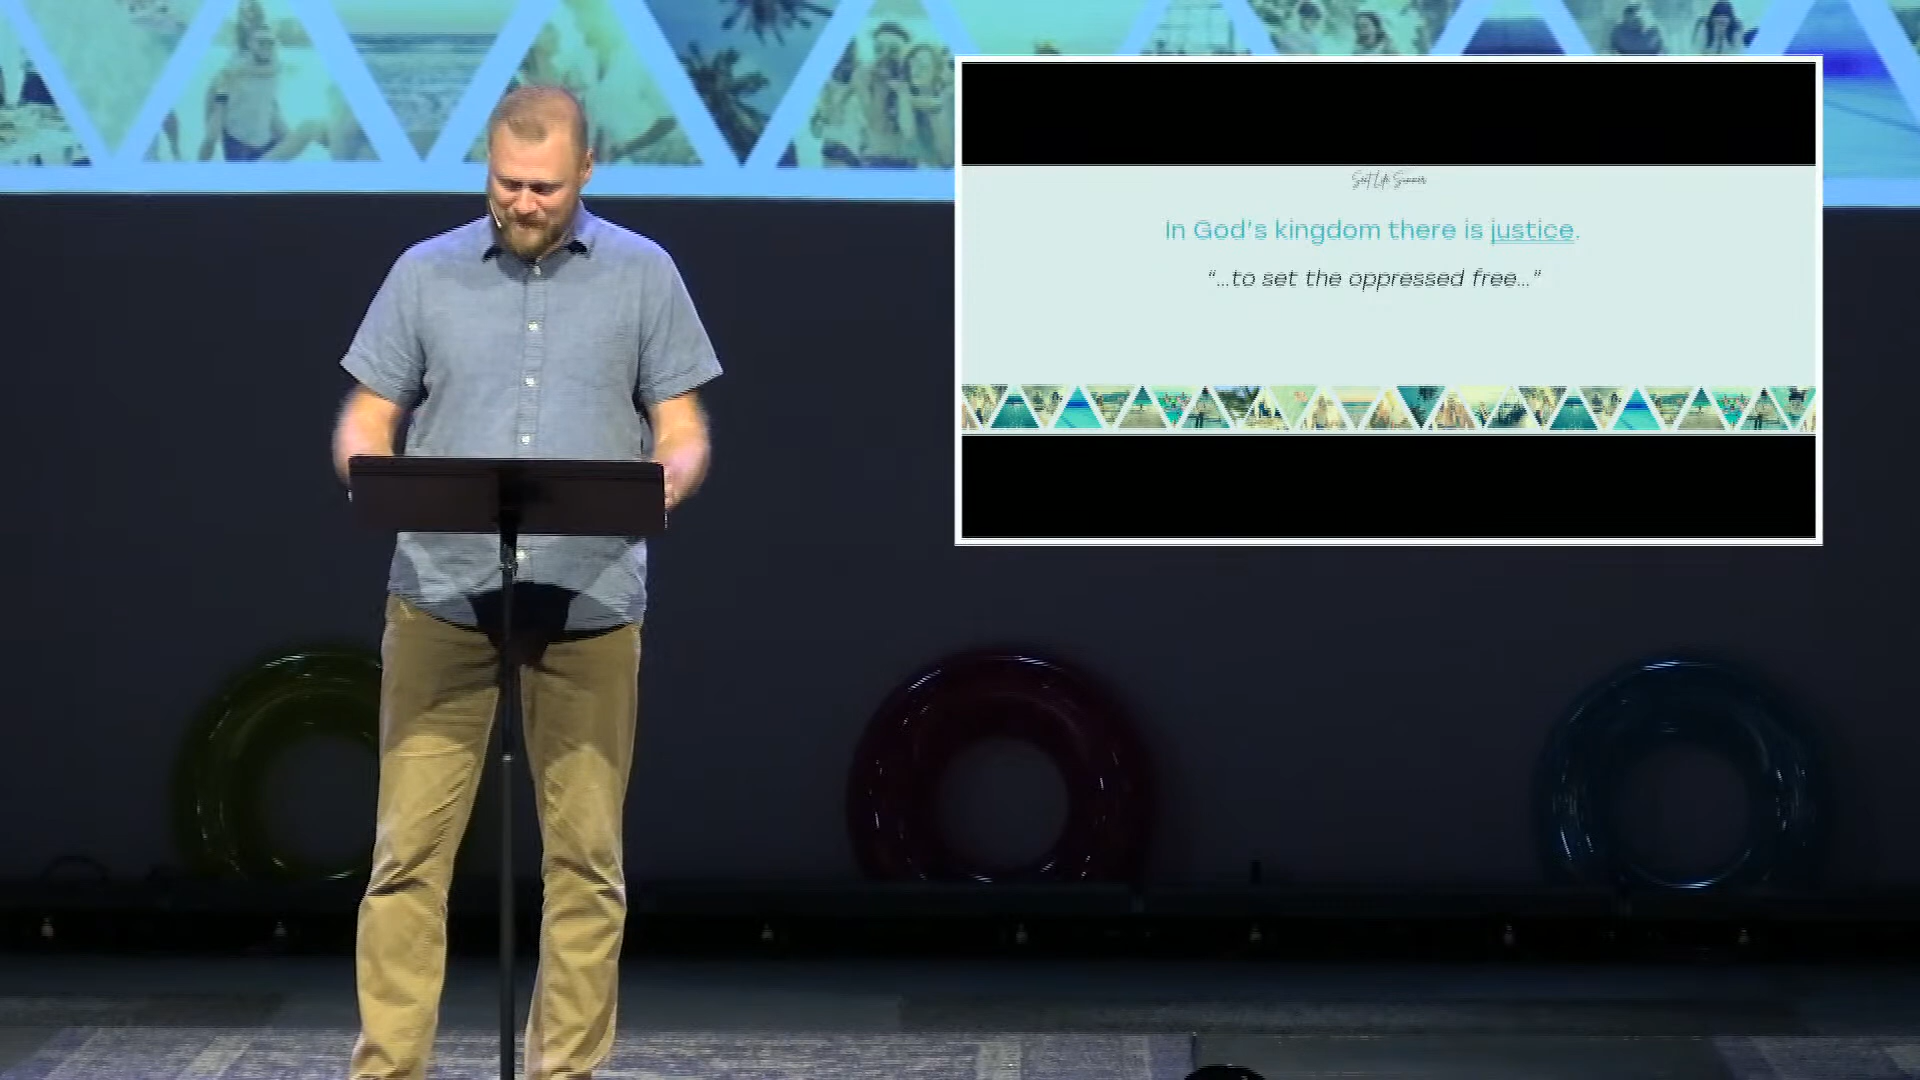 In God's kingdom there is justice.
"...to set the oppressed free..."